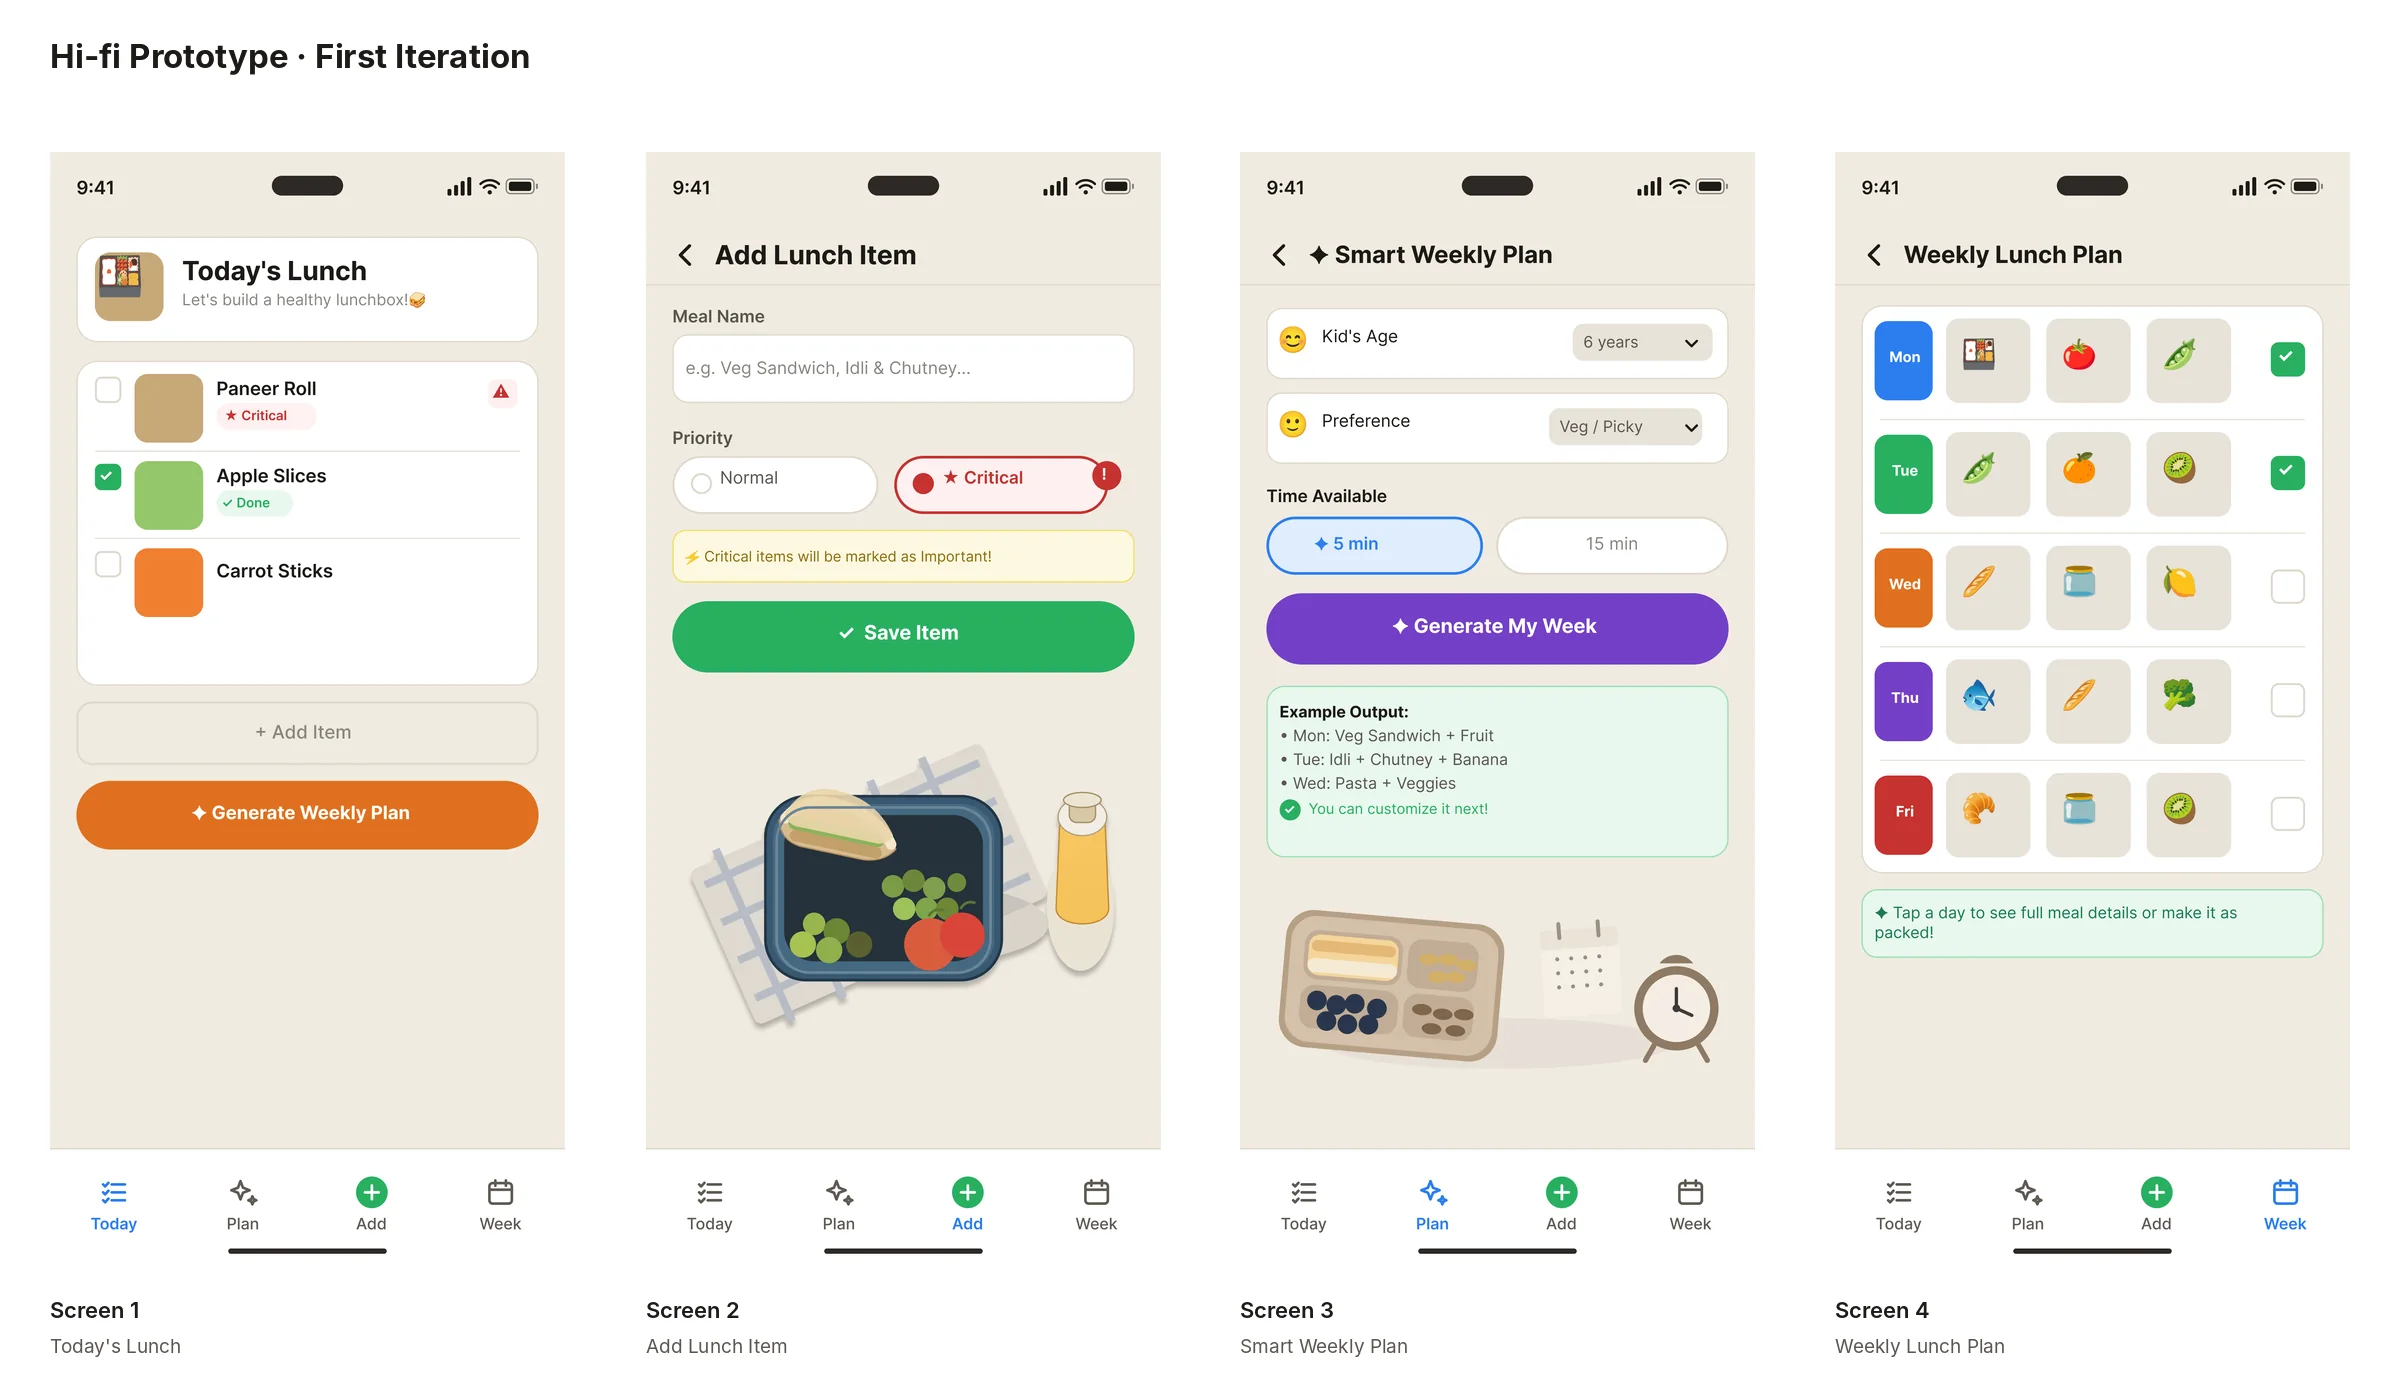 Hi-fi Prototype · First Iteration
9:41
Today's Lunch
Let's build a healthy lunchbox!🥪
Paneer Roll
★ Critical
Apple Slices
✓ Done
Carrot Sticks
+ Add Item
✦ Generate Weekly Plan
Today
Plan
Add
Week
Screen 1
Today's Lunch
9:41
Add Lunch Item
Meal Name
e.g. Veg Sandwich, Idli & Chutney...
Priority
Normal
★ Critical
!
⚡ Critical items will be marked as Important!
✓ Save Item
Today
Plan
Add
Week
Screen 2
Add Lunch Item
9:41
✦ Smart Weekly Plan
Kid's Age
6 years
Preference
Veg / Picky
Time Available
✦ 5 min
15 min
✦ Generate My Week
Example Output:
• Mon: Veg Sandwich + Fruit
• Tue: Idli + Chutney + Banana
• Wed: Pasta + Veggies
You can customize it next!
Today
Plan
Add
Week
Screen 3
Smart Weekly Plan
9:41
Weekly Lunch Plan
Mon
Tue
Wed
Thu
Fri
✦ Tap a day to see full meal details or make it as
packed!
Today
Plan
Add
Week
Screen 4
Weekly Lunch Plan